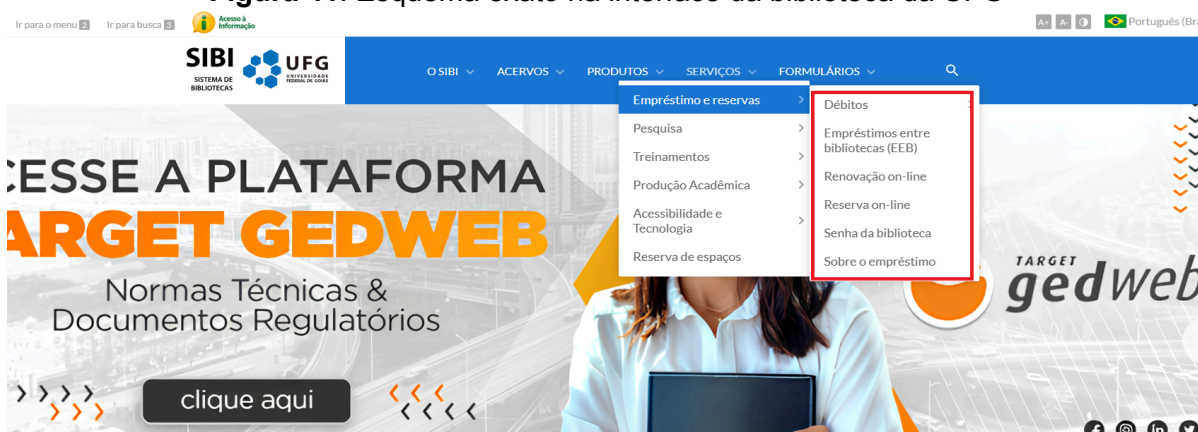 Ir para o menu 2 Ir para busca 3 Acesso à
Informação
A+ A- Português (Bra
SIBI
SISTEMA DE
BIBLIOTECAS
UFG
UNIVERSIDADE
FEDERAL DE GOIÁS
O SIBI ACERVOS PRODUTOS SERVIÇOS FORMULÁRIOS
Empréstimo e reservas
Pesquisa
Treinamentos
Produção Acadêmica
Acessibilidade e
Tecnologia
Reserva de espaços
Débitos
Empréstimos entre
bibliotecas (EEB)
Renovação on-line
Reserva on-line
Senha da biblioteca
Sobre o empréstimo
CESSE A PLATAFORMA
ARGET GEDWEB
Normas Técnicas &
Documentos Regulatórios
clique aqui
TARGET
gedweb